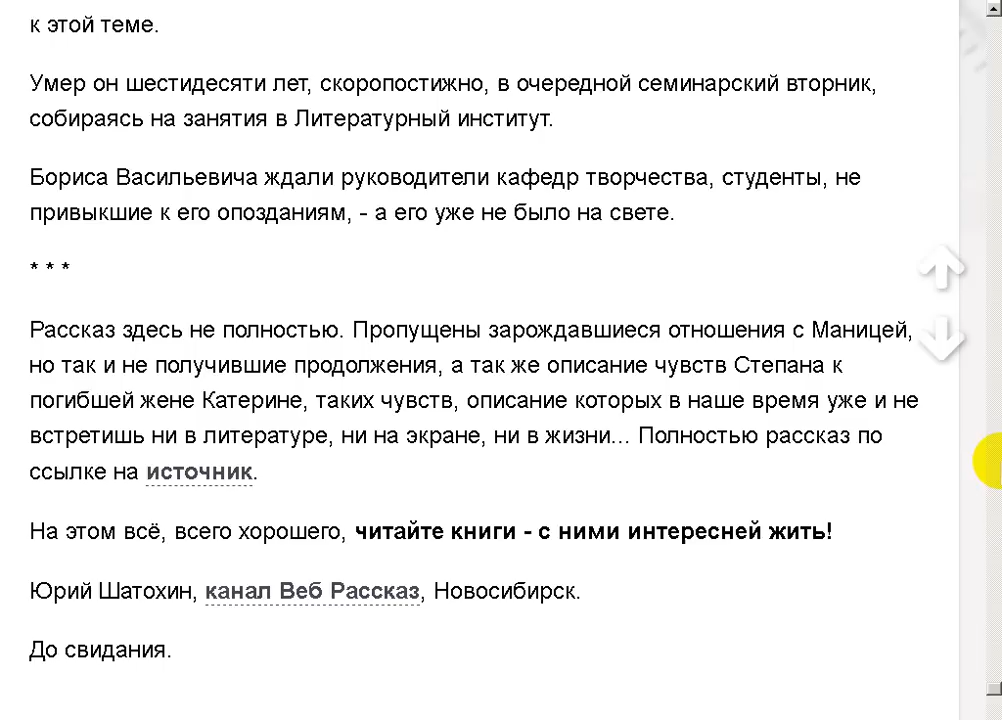 к этой теме.
Умер он шестидесяти лет, скоропостижно, в очередной семинарский вторник,
собираясь на занятия в Литературный институт.
Бориса Васильевича ждали руководители кафедр творчества, студенты, не
привыкшие к его опозданиям, - а его уже не было на свете.
* * *
Рассказ здесь не полностью. Пропущены зарождавшиеся отношения с Маницей,
но так и не получившие продолжения, а так же описание чувств Степана к
погибшей жене Катерине, таких чувств, описание которых в наше время уже и не
встретишь ни в литературе, ни на экране, ни в жизни... Полностью рассказ по
ссылке на источник.
На этом всё, всего хорошего, читайте книги - с ними интересней жить!
Юрий Шатохин, канал Веб Рассказ, Новосибирск.
До свидания.